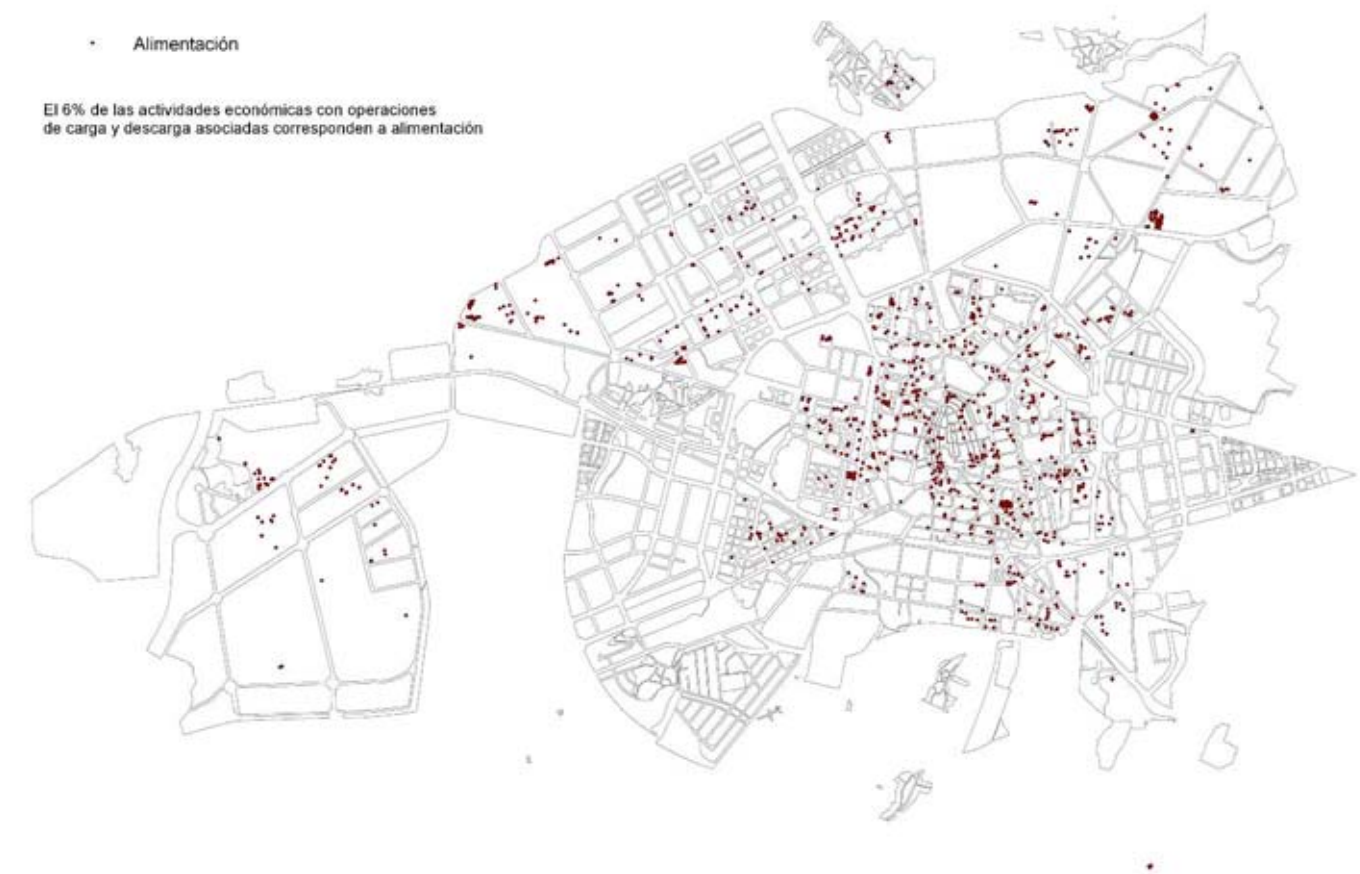 Alimentación
El 6% de las actividades económicas con operaciones
de carga y descarga asociadas corresponden a alimentación